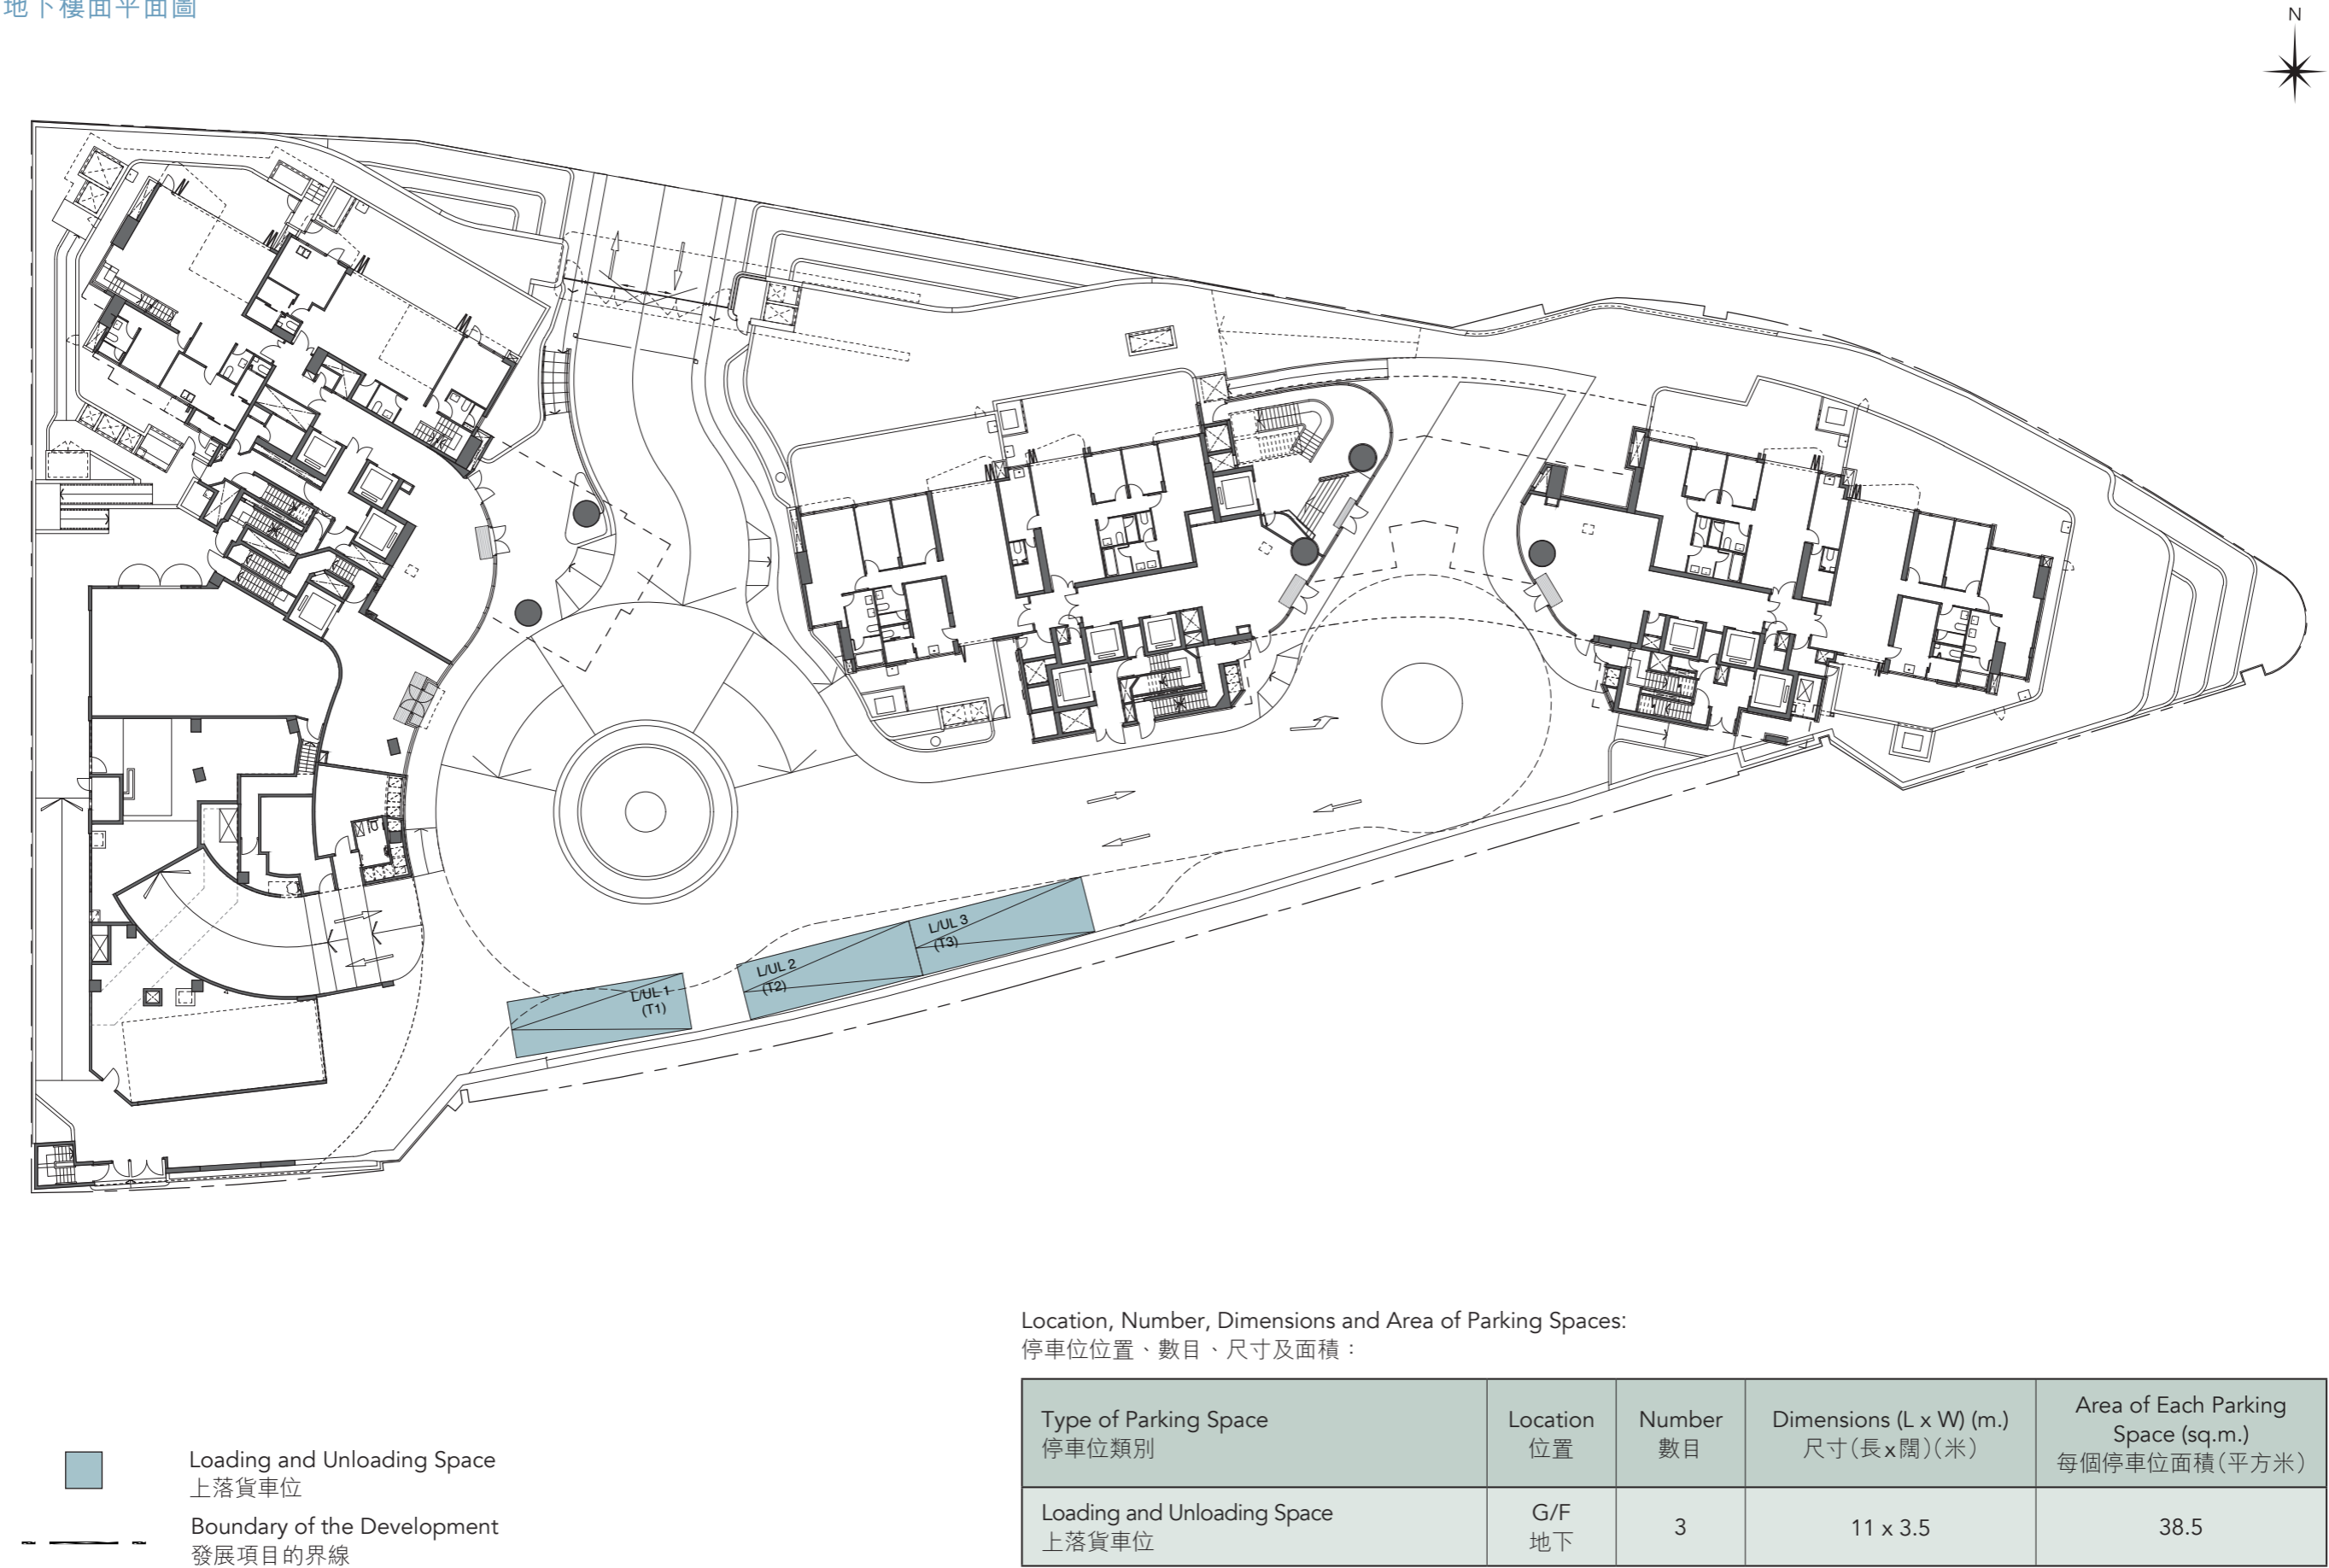 地下樓面平面圖
N
L/UL 3
(T3)
L/UL 2
(T2)
L/UL 1
(T1)
Location, Number, Dimensions and Area of Parking Spaces:
停車位位置、數目、尺寸及面積：
Type of Parking Space
停車位類別
Location
位置
Number
數目
Dimensions (L x W) (m.)
尺寸(長x闊)(米)
Area of Each Parking
Space (sq.m.)
每個停車位面積(平方米)
Loading and Unloading Space
上落貨車位
G/F
地下
3
11 x 3.5
38.5
Loading and Unloading Space
上落貨車位
Boundary of the Development
發展項目的界線